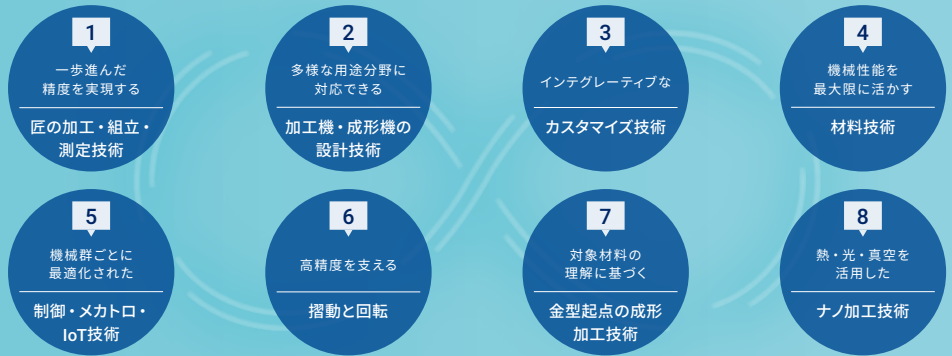 1
一歩進んだ
精度を実現する
匠の加工・組立・
測定技術
2
多様な用途分野に
対応できる
加工機・成形機の
設計技術
3
インテグレーティブな
カスタマイズ技術
4
機械性能を
最大限に活かす
材料技術
5
機械群ごとに
最適化された
制御・メカトロ・
IoT技術
6
高精度を支える
摺動と回転
7
対象材料の
理解に基づく
金型起点の成形
加工技術
8
熱・光・真空を
活用した
ナノ加工技術